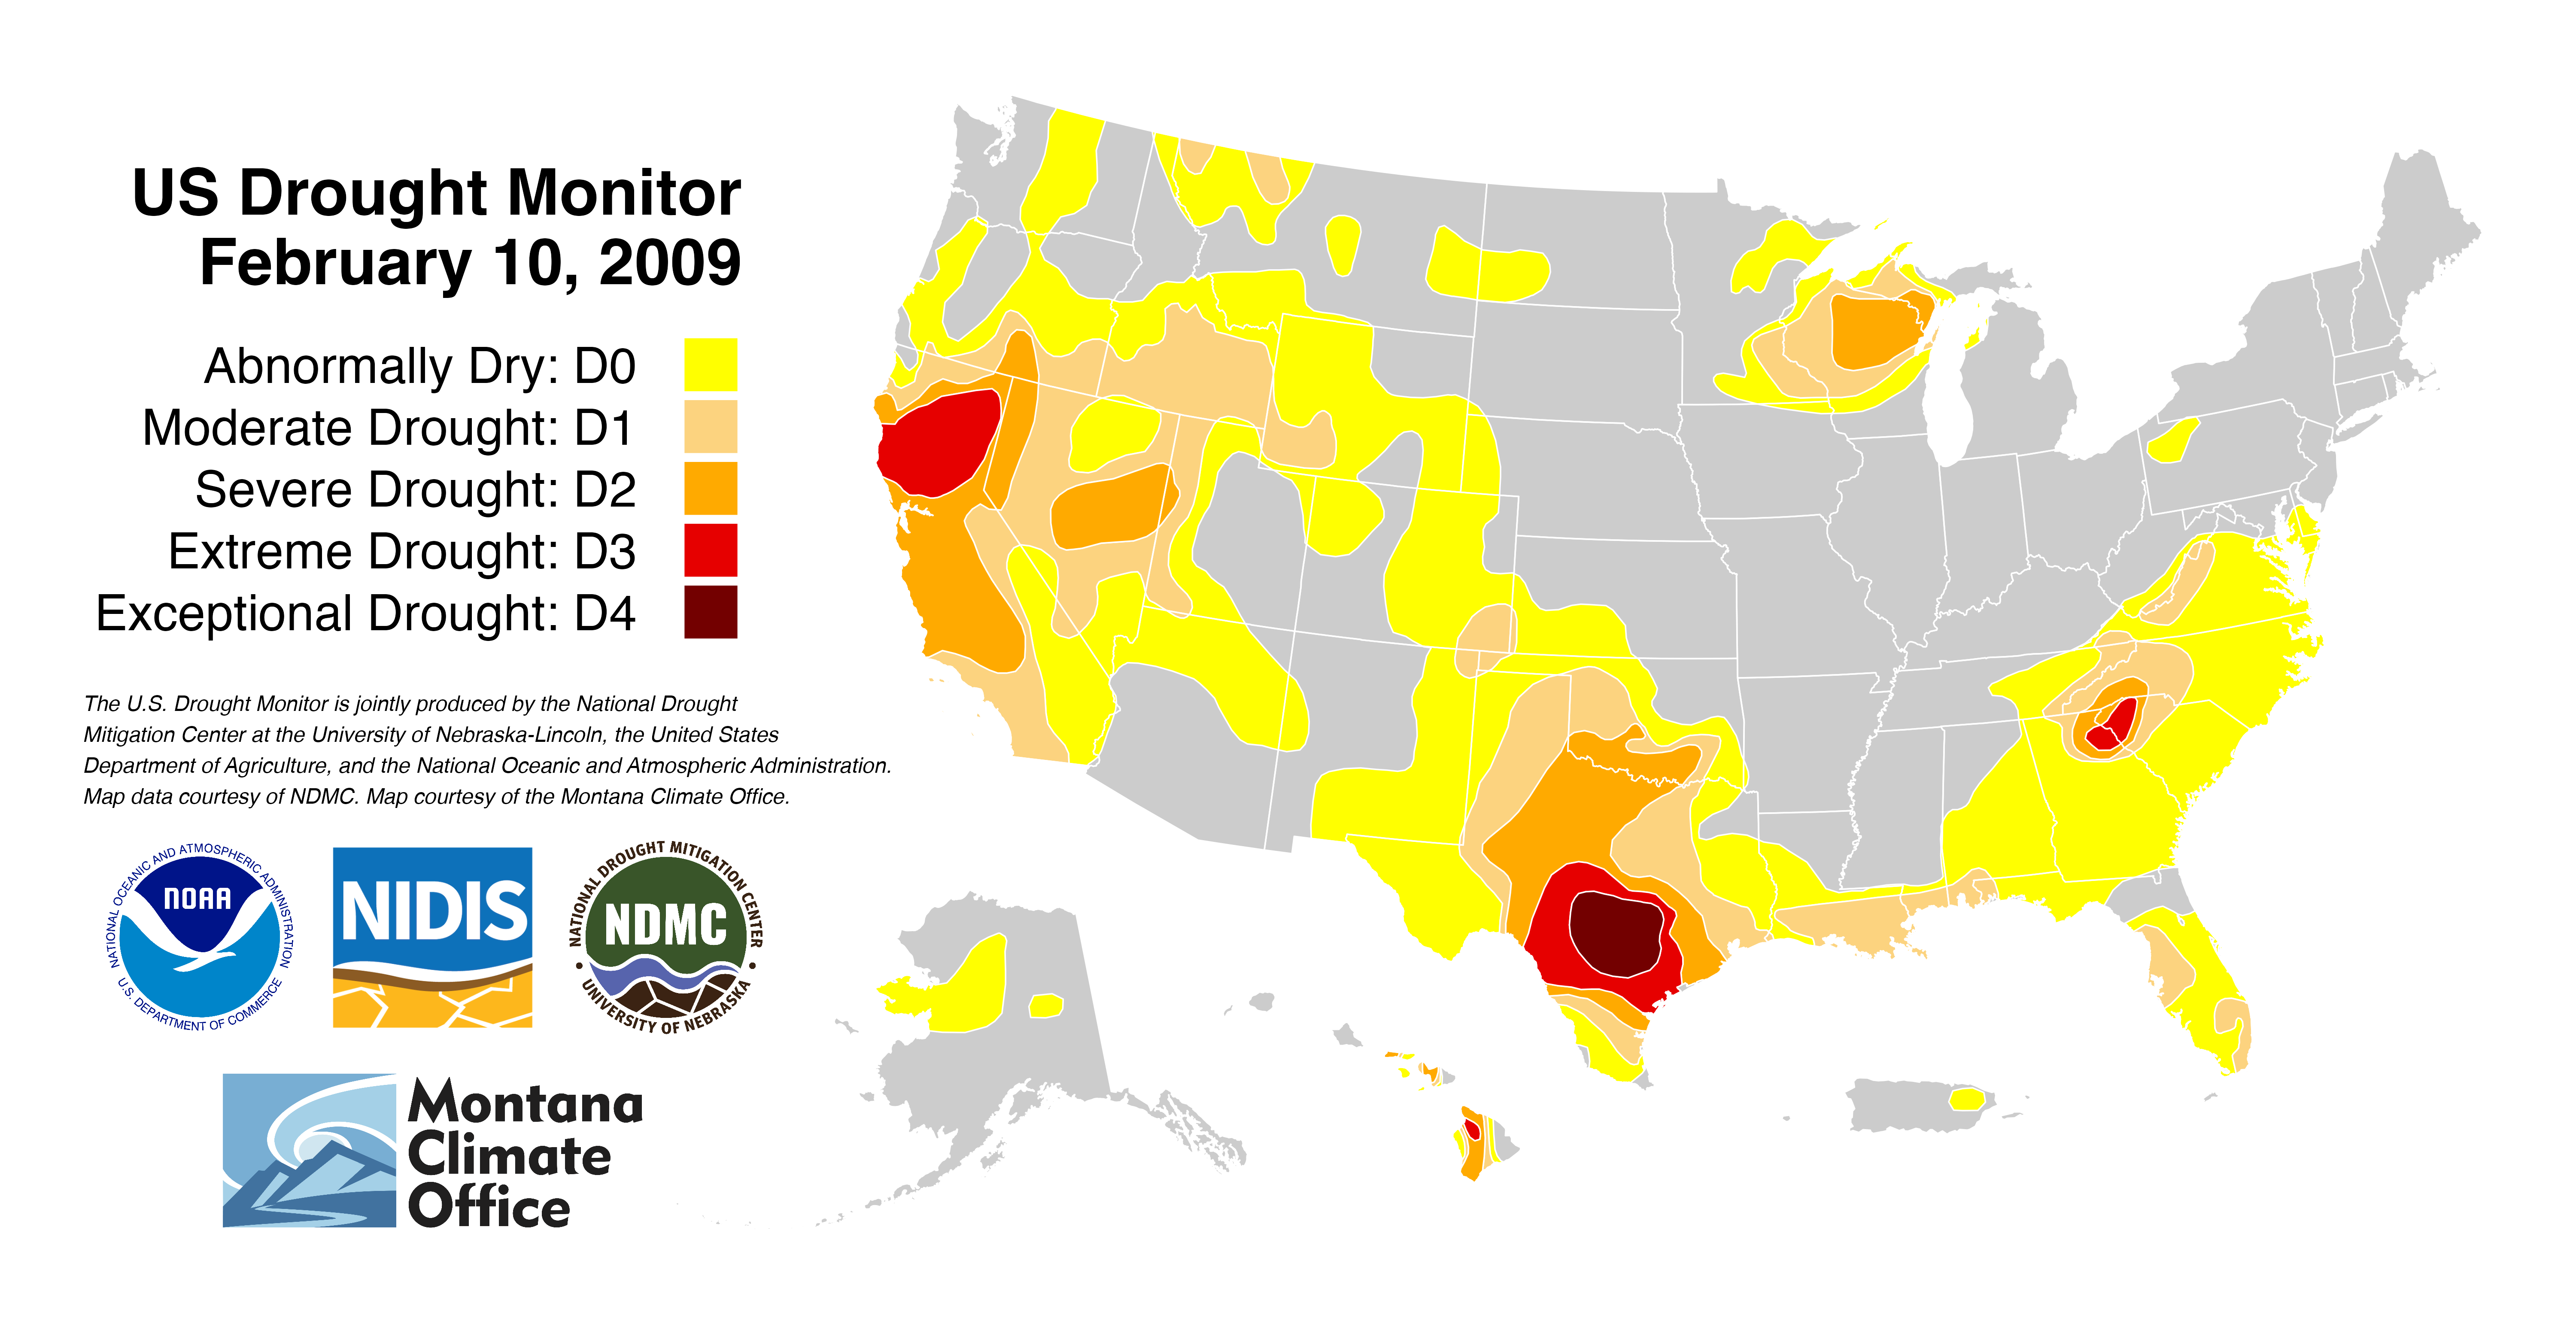 US Drought Monitor
February 10, 2009
Abnormally Dry: D0
Moderate Drought: D1
Severe Drought: D2
Extreme Drought: D3
Exceptional Drought: D4
The U.S. Drought Monitor is jointly produced by the National Drought
Mitigation Center at the University of Nebraska-Lincoln, the United States
Department of Agriculture, and the National Oceanic and Atmospheric Administration.
Map data courtesy of NDMC. Map courtesy of the Montana Climate Office.
NATIONAL OCEANIC AND ATMOSPHERIC ADMINISTRATION
NOAA
U.S. DEPARTMENT OF COMMERCE
NIDIS
NATIONAL DROUGHT MITIGATION CENTER
NDMC
UNIVERSITY OF NEBRASKA
Montana
Climate
Office